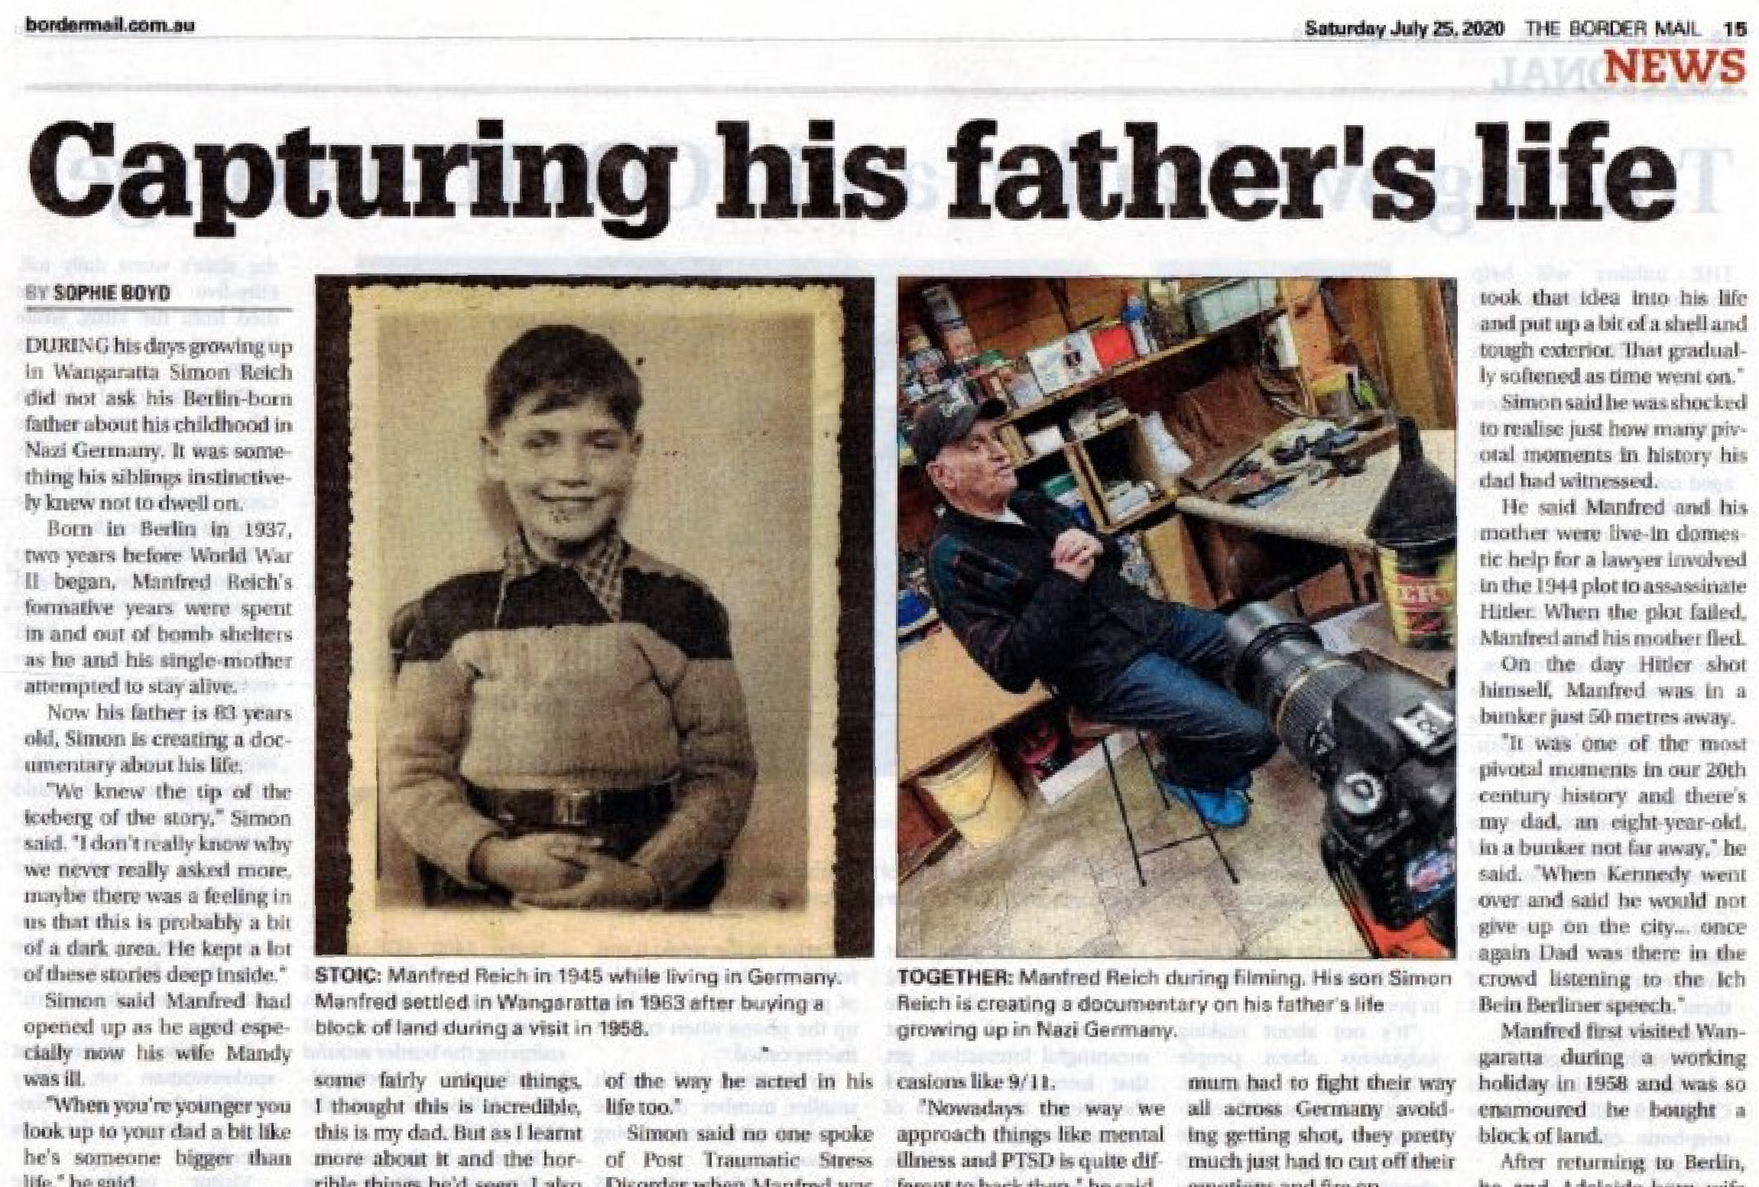 bordermail.com.au
Saturday July 25, 2020 THE BORDER MAIL 15
NEWS
Capturing his father's life
BY SOPHIE BOYD
DURING his days growing up
in Wangaratta Simon Reich
did not ask his Berlin-born
father about his childhood in
Nazi Germany. It was some-
thing his siblings instinctive-
ly knew not to dwell on.
Born in Berlin in 1937,
two years before World War
II began, Manfred Reich's
formative years were spent
in and out of bomb shelters
as he and his single-mother
attempted to stay alive.
Now his father is 83 years
old, Simon is creating a doc-
umentary about his life.
"We knew the tip of the
iceberg of the story," Simon
said. "I don't really know why
we never really asked more,
maybe there was a feeling in
us that this is probably a bit
of a dark area. He kept a lot
of these stories deep inside."
Simon said Manfred had
opened up as he aged espe-
cially now his wife Mandy
was ill.
"When you're younger you
look up to your dad a bit like
he's someone bigger than
life," he said.
STOIC: Manfred Reich in 1945 while living in Germany.
Manfred settled in Wangaratta in 1963 after buying a
block of land during a visit in 1958.
some fairly unique things,
I thought this is incredible,
this is my dad. But as I learnt
more about it and the hor-
rible things he'd seen, I also
of the way he acted in his
life too."
Simon said no one spoke
of Post Traumatic Stress
Disorder when Manfred was
TOGETHER: Manfred Reich during filming. His son Simon
Reich is creating a documentary on his father's life
growing up in Nazi Germany.
casions like 9/11.
"Nowadays the way we
approach things like mental
illness and PTSD is quite dif-
ferent to back then," he said.
mum had to fight their way
all across Germany avoid-
ing getting shot, they pretty
much just had to cut off their
emotions and fire on.
took that idea into his life
and put up a bit of a shell and
tough exterior. That gradual-
ly softened as time went on."
Simon said he was shocked
to realise just how many piv-
otal moments in history his
dad had witnessed.
He said Manfred and his
mother were live-in domes-
tic help for a lawyer involved
in the 1944 plot to assassinate
Hitler. When the plot failed,
Manfred and his mother fled.
On the day Hitler shot
himself, Manfred was in a
bunker just 50 metres away.
"It was one of the most
pivotal moments in our 20th
century history and there's
my dad, an eight-year-old,
in a bunker not far away," he
said. "When Kennedy went
over and said he would not
give up on the city... once
again Dad was there in the
crowd listening to the Ich
Bein Berliner speech."
Manfred first visited Wan-
garatta during a working
holiday in 1958 and was so
enamoured he bought a
block of land.
After returning to Berlin,
he and Adelaide-born wife